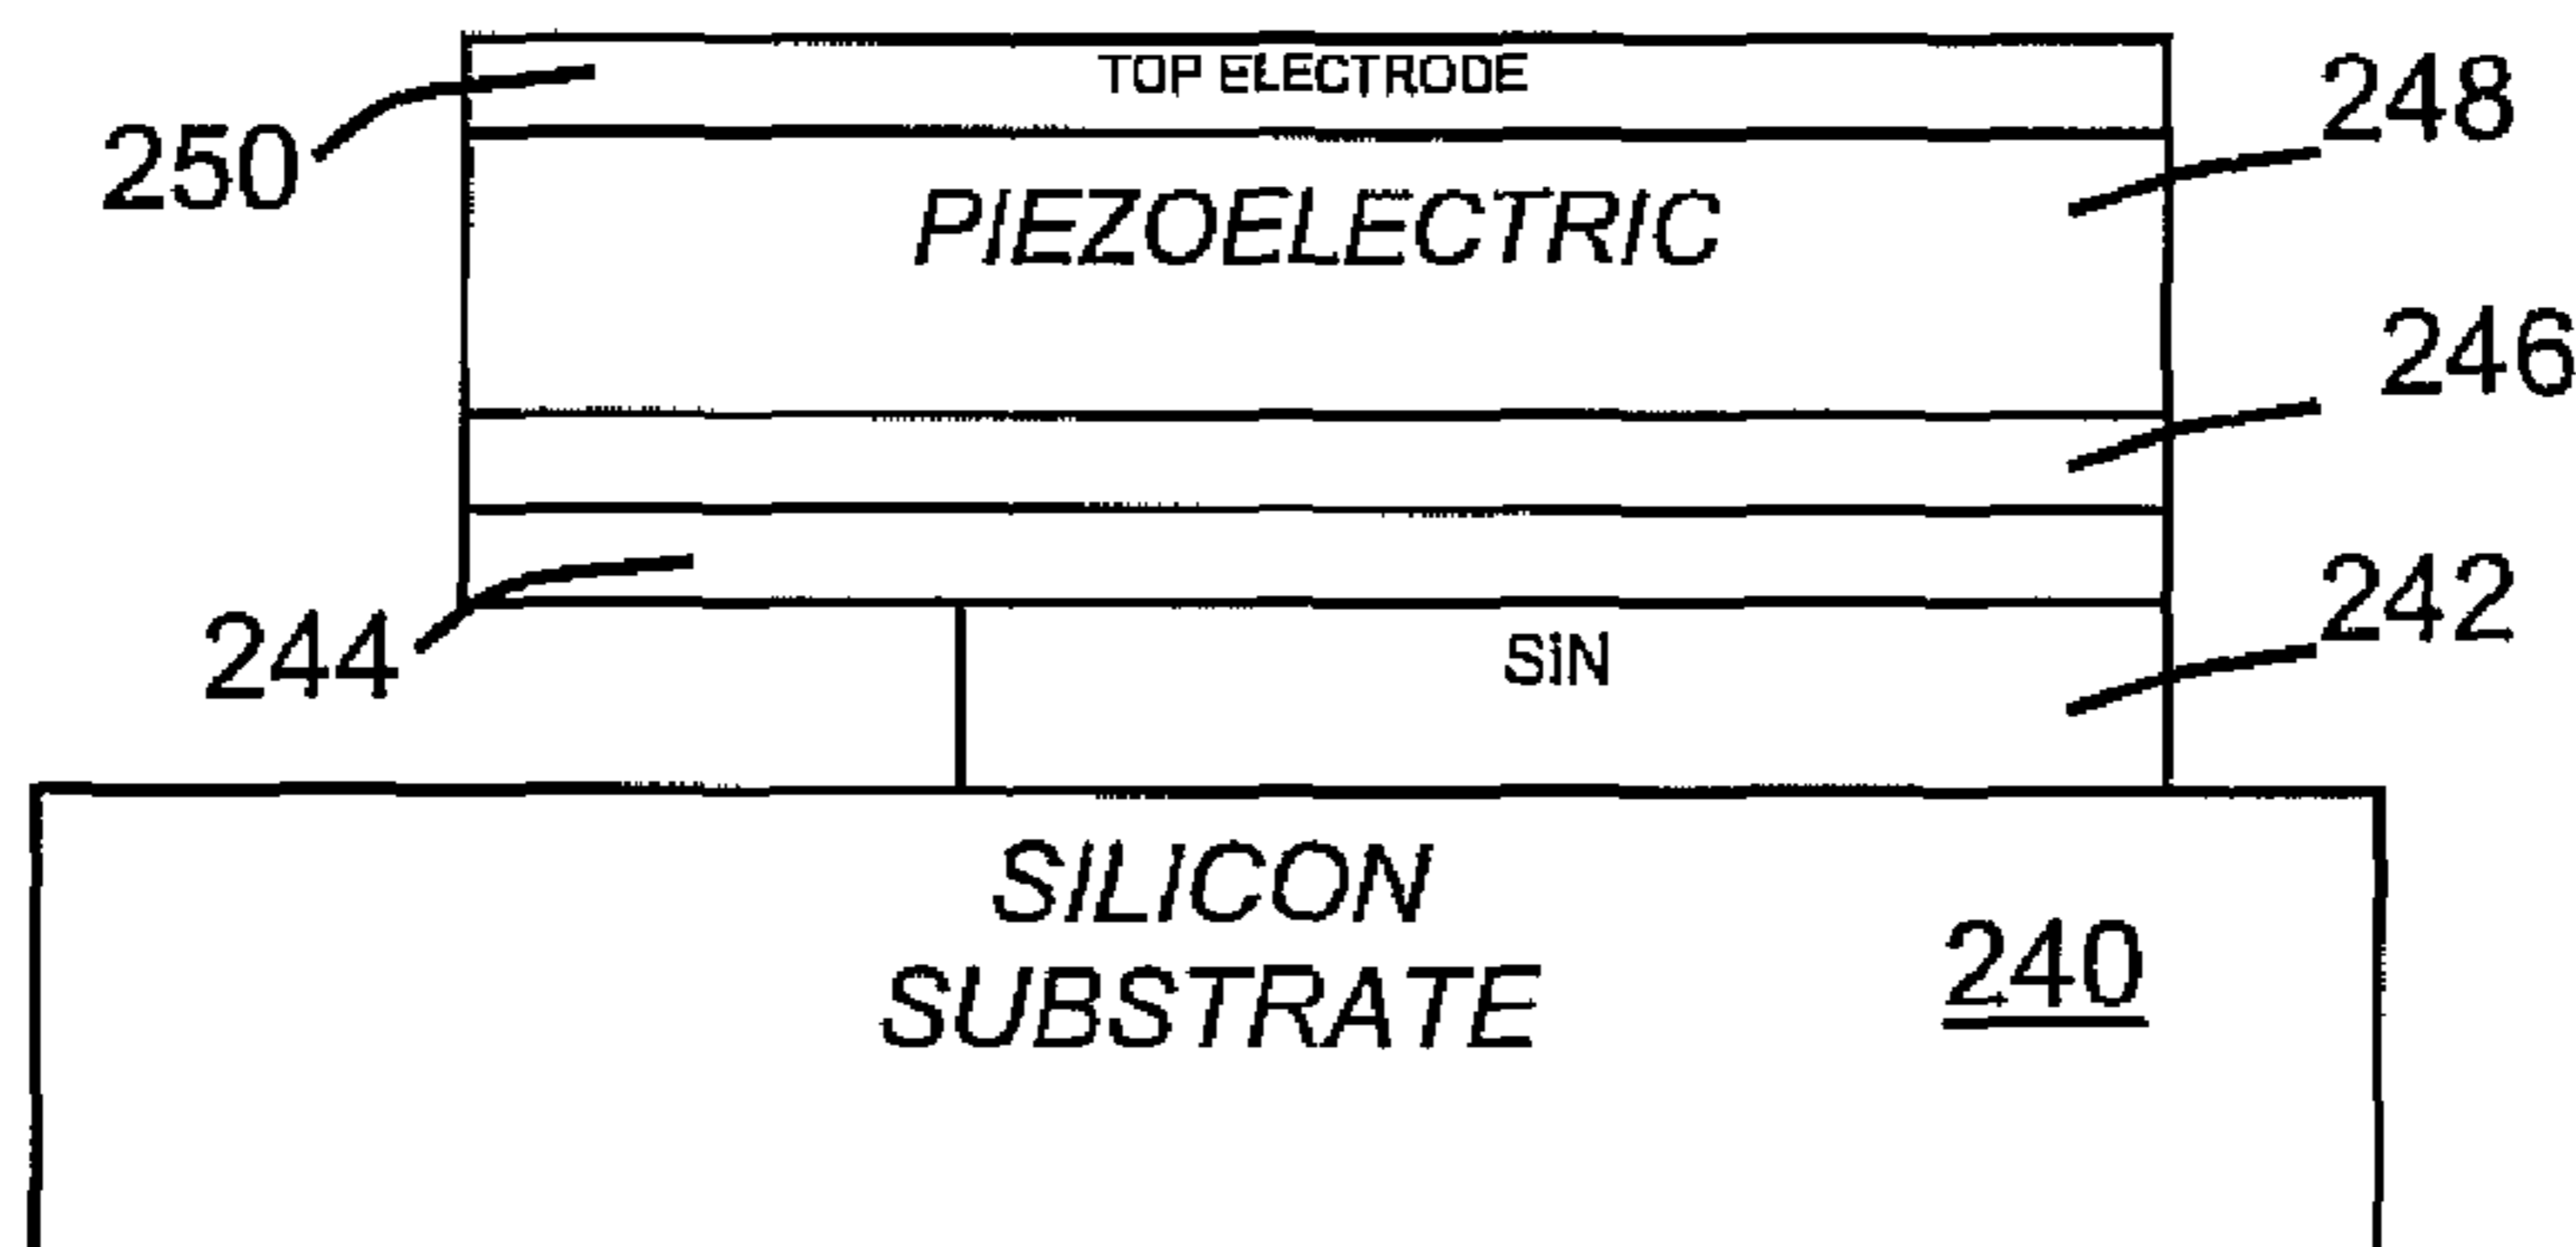 TOP ELECTRODE
250
248
PIEZOELECTRIC
246
244
242
SiN
SILICON
SUBSTRATE
240